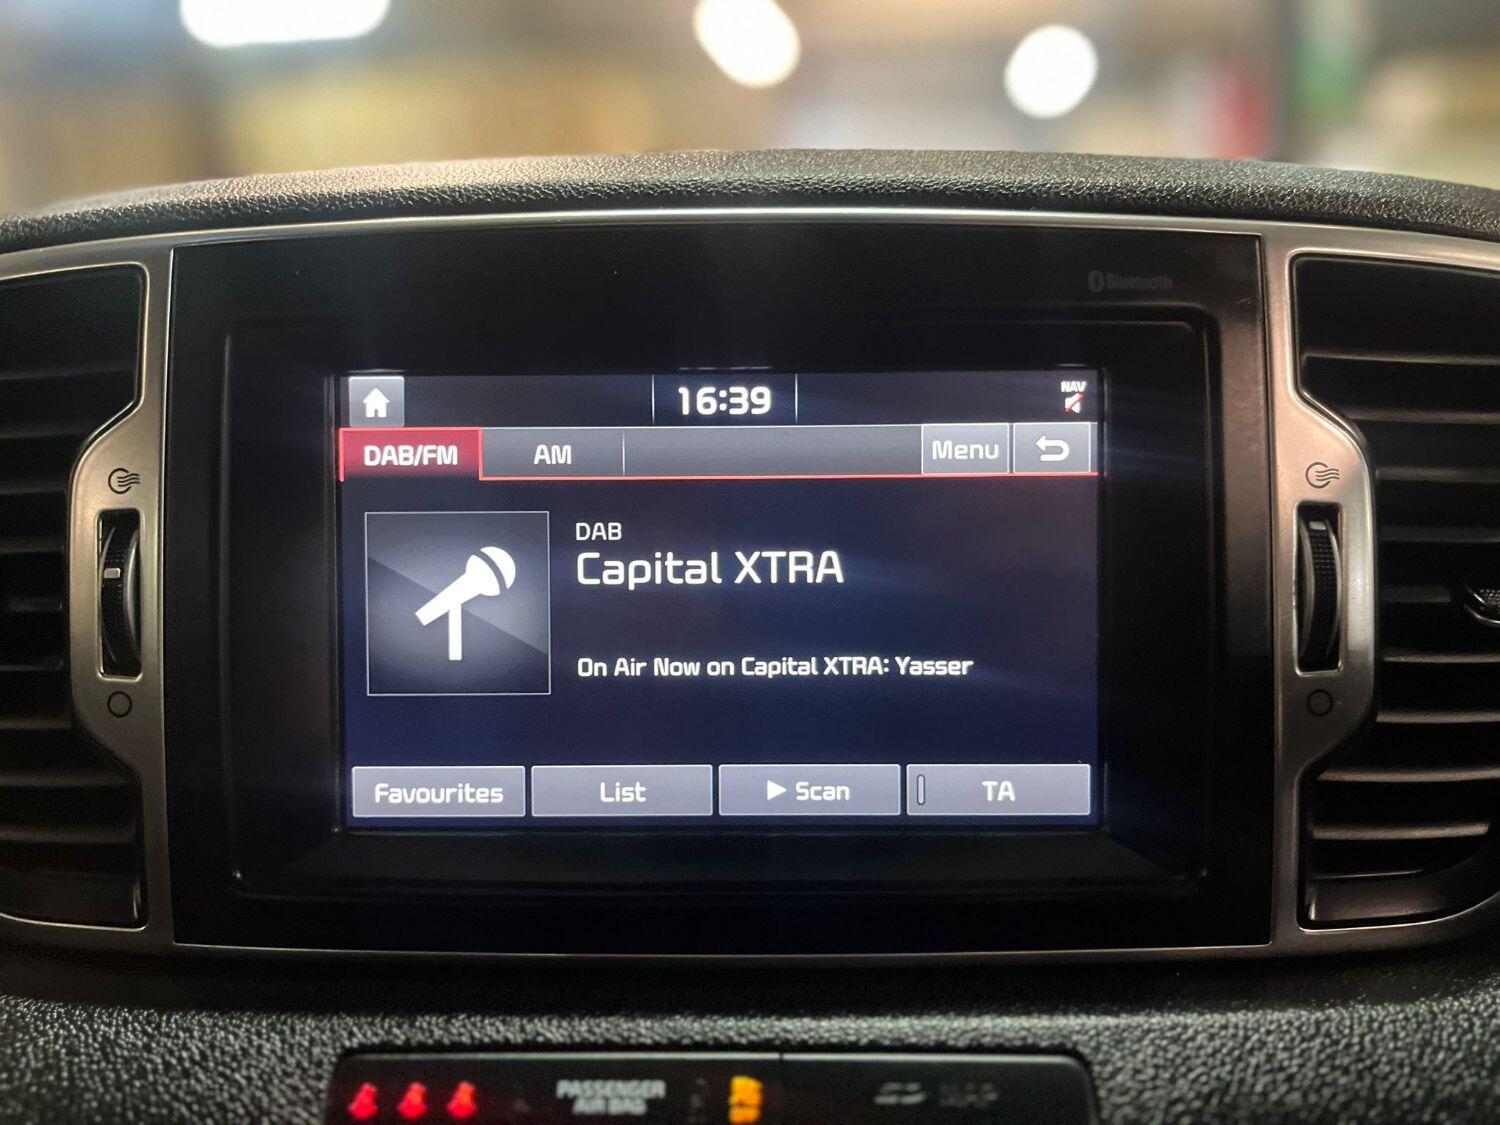 Bluetooth
16:39
NAV
DAB/FM
AM
Menu
DAB
Capital XTRA
On Air Now on Capital XTRA: Yasser
Favourites
List
Scan
TA
PASSENGER
AIR BAG